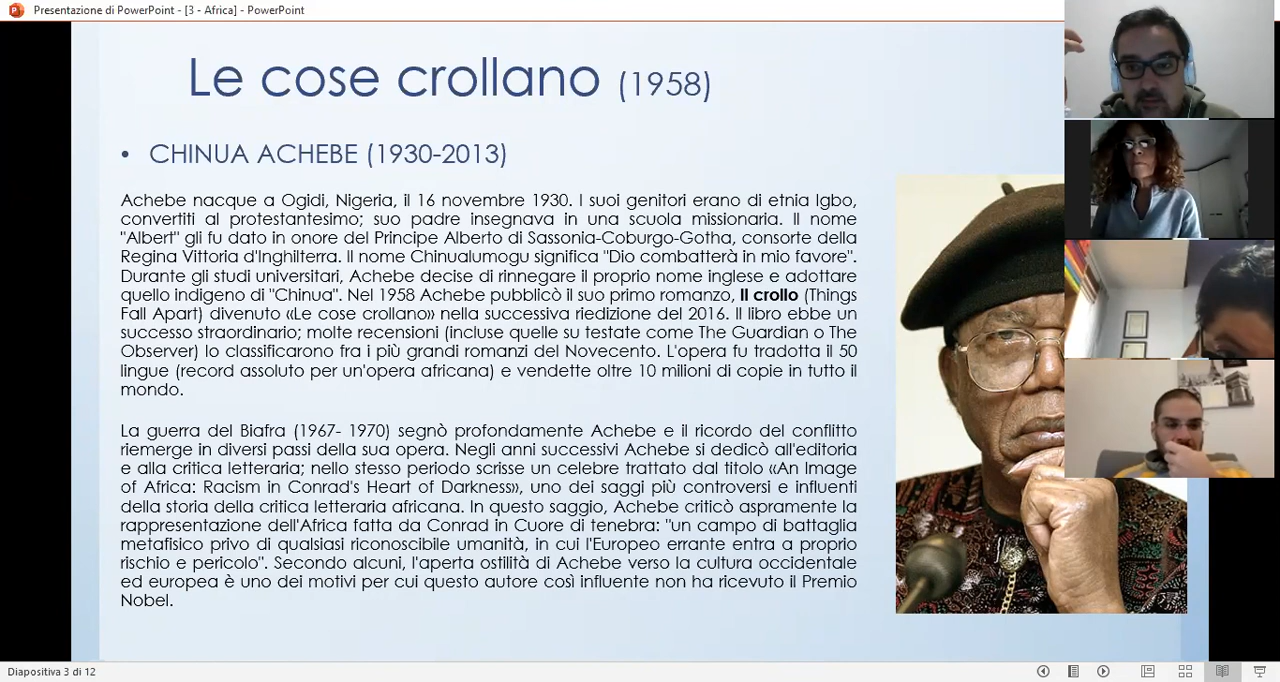 Presentazione di PowerPoint - [3 - Africa] - PowerPoint
Le cose crollano (1958)
• CHINUA ACHEBE (1930-2013)
Achebe nacque a Ogidi, Nigeria, il 16 novembre 1930. I suoi genitori erano di etnia Igbo,
convertiti al protestantesimo; suo padre insegnava in una scuola missionaria. Il nome
"Albert" gli fu dato in onore del Principe Alberto di Sassonia-Coburgo-Gotha, consorte della
Regina Vittoria d'Inghilterra. Il nome Chinualumogu significa "Dio combatterà in mio favore".
Durante gli studi universitari, Achebe decise di rinnegare il proprio nome inglese e adottare
quello indigeno di "Chinua". Nel 1958 Achebe pubblicò il suo primo romanzo, Il crollo (Things
Fall Apart) divenuto «Le cose crollano» nella successiva riedizione del 2016. Il libro ebbe un
successo straordinario; molte recensioni (incluse quelle su testate come The Guardian o The
Observer) lo classificarono fra i più grandi romanzi del Novecento. L'opera fu tradotta il 50
lingue (record assoluto per un'opera africana) e vendette oltre 10 milioni di copie in tutto il
mondo.
La guerra del Biafra (1967- 1970) segnò profondamente Achebe e il ricordo del conflitto
riemerge in diversi passi della sua opera. Negli anni successivi Achebe si dedicò all'editoria
e alla critica letteraria; nello stesso periodo scrisse un celebre trattato dal titolo «An Image
of Africa: Racism in Conrad's Heart of Darkness», uno dei saggi più controversi e influenti
della storia della critica letteraria africana. In questo saggio, Achebe criticò aspramente la
rappresentazione dell'Africa fatta da Conrad in Cuore di tenebra: "un campo di battaglia
metafisico privo di qualsiasi riconoscibile umanità, in cui l'Europeo errante entra a proprio
rischio e pericolo". Secondo alcuni, l'aperta ostilità di Achebe verso la cultura occidentale
ed europea è uno dei motivi per cui questo autore così influente non ha ricevuto il Premio
Nobel.
Diapositiva 3 di 12